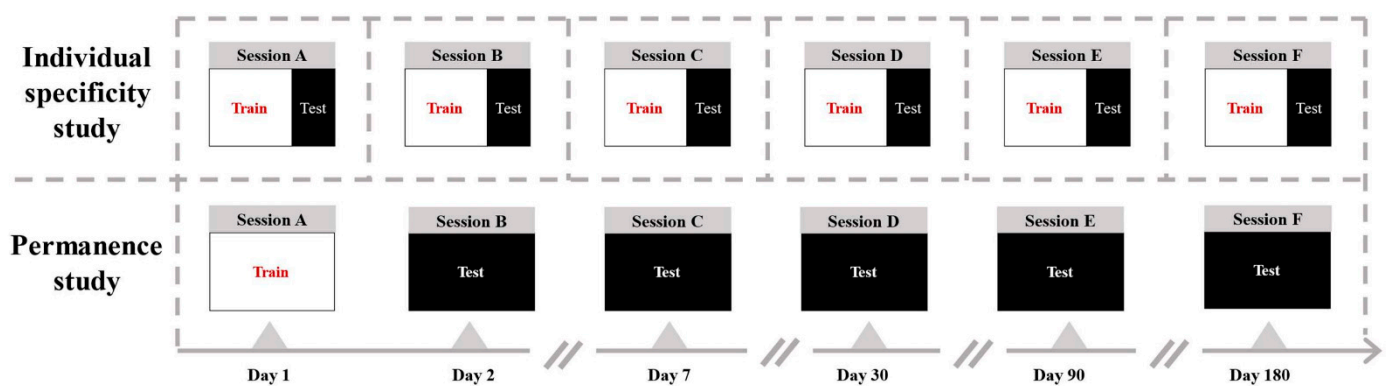 Individual
specificity
study
Session A
Session B
Session C
Session D
Session E
Session F
Train Test
Train Test
Train Test
Train Test
Train Test
Train Test
Permanence
study
Session A
Session B
Session C
Session D
Session E
Session F
Train
Test
Test
Test
Test
Test
Day 1
Day 2
Day 7
Day 30
Day 90
Day 180